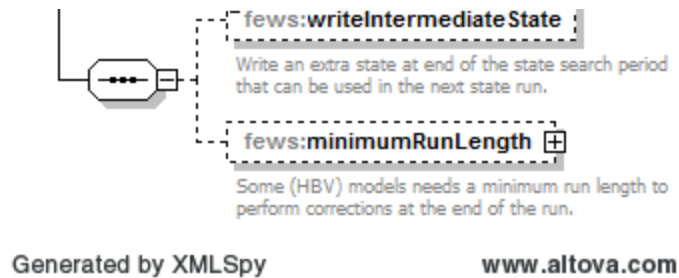 fews:writeIntermediateState
Write an extra state at end of the state search period
that can be used in the next state run.
fews:minimumRunLength
Some (HBV) models needs a minimum run length to
perform corrections at the end of the run.
Generated by XMLSpy www.altova.com